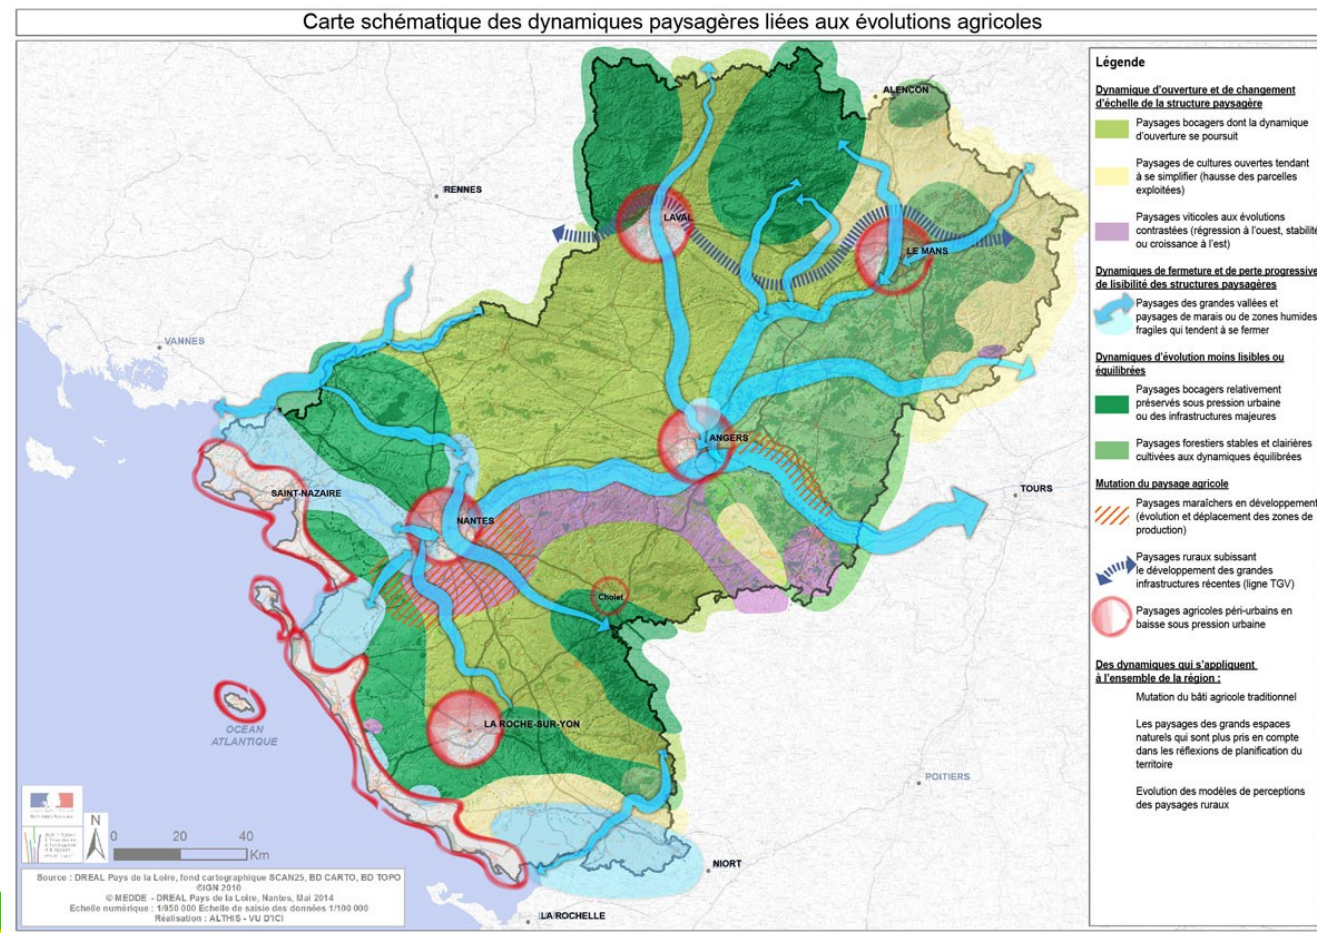 Carte schématique des dynamiques paysagères liées aux évolutions agricoles
Légende
Dynamique d'ouverture et de changement
d'échelle de la structure paysagère
Paysages bocagers dont la dynamique
d'ouverture se poursuit
Paysages de cultures ouvertes tendant
à se simplifier (hausse des parcelles
exploitées)
Paysages viticoles aux évolutions
contrastées (régression à l'ouest, stabilité
ou croissance à l'est)
Dynamiques de fermeture et de perte progressive
de lisibilité des structures paysagères
Paysages des grandes vallées et
paysages de marais ou de zones humides
fragiles qui tendent à se fermer
Dynamiques d'évolution moins lisibles ou
équilibrées
Paysages bocagers relativement
préservés sous pression urbaine
ou des infrastructures majeures
Paysages forestiers stables et clairières
cultivées aux dynamiques équilibrées
Mutation du paysage agricole
Paysages maraîchers en développement
(évolution et déplacement des zones de
production)
Paysages ruraux subissant
le développement des grandes
infrastructures récentes (ligne TGV)
Paysages agricoles péri-urbains en
baisse sous pression urbaine
Des dynamiques qui s'appliquent
à l'ensemble de la région :
Mutation du bâti agricole traditionnel
Les paysages des grands espaces
naturels qui sont plus pris en compte
dans les réflexions de planification du
territoire
Evolution des modèles de perceptions
des paysages ruraux
ALENÇON
RENNES
LAVAL
LE MANS
VANNES
ANGERS
TOURS
SAINT-NAZAIRE
NANTES
Cholet
LA ROCHE-SUR-YON
OCEAN
ATLANTIQUE
POITIERS
NIORT
LA ROCHELLE
N
0 20 40
Km
Source : DREAL Pays de la Loire, fond cartographique SCAN25, BD CARTO, BD TOPO
©IGN 2010
© MEDDE - DREAL Pays de la Loire, Nantes, Mai 2014
Echelle numérique : 1/950 000 Echelle de saisie des données 1/100 000
Réalisation : ALTHIS - VU D'ICI